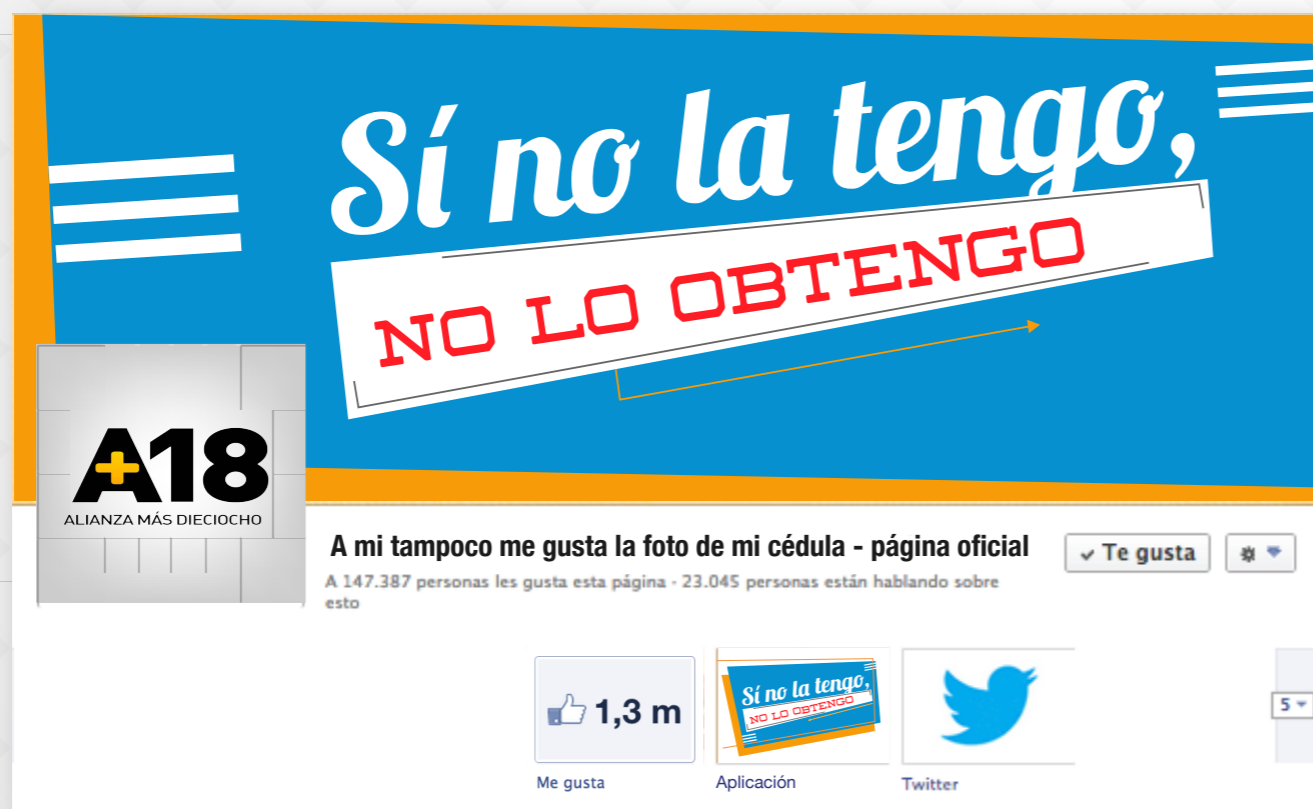 Sí no la tengo,
NO LO OBTENGO
A18
ALIANZA MÁS DIECIOCHO
A mi tampoco me gusta la foto de mi cédula - página oficial
Te gusta
A 147.387 personas les gusta esta página · 23.045 personas están hablando sobre
esto
1,3 m
Sí no la tengo,
NO LO OBTENGO
5
Me gusta
Aplicación
Twitter